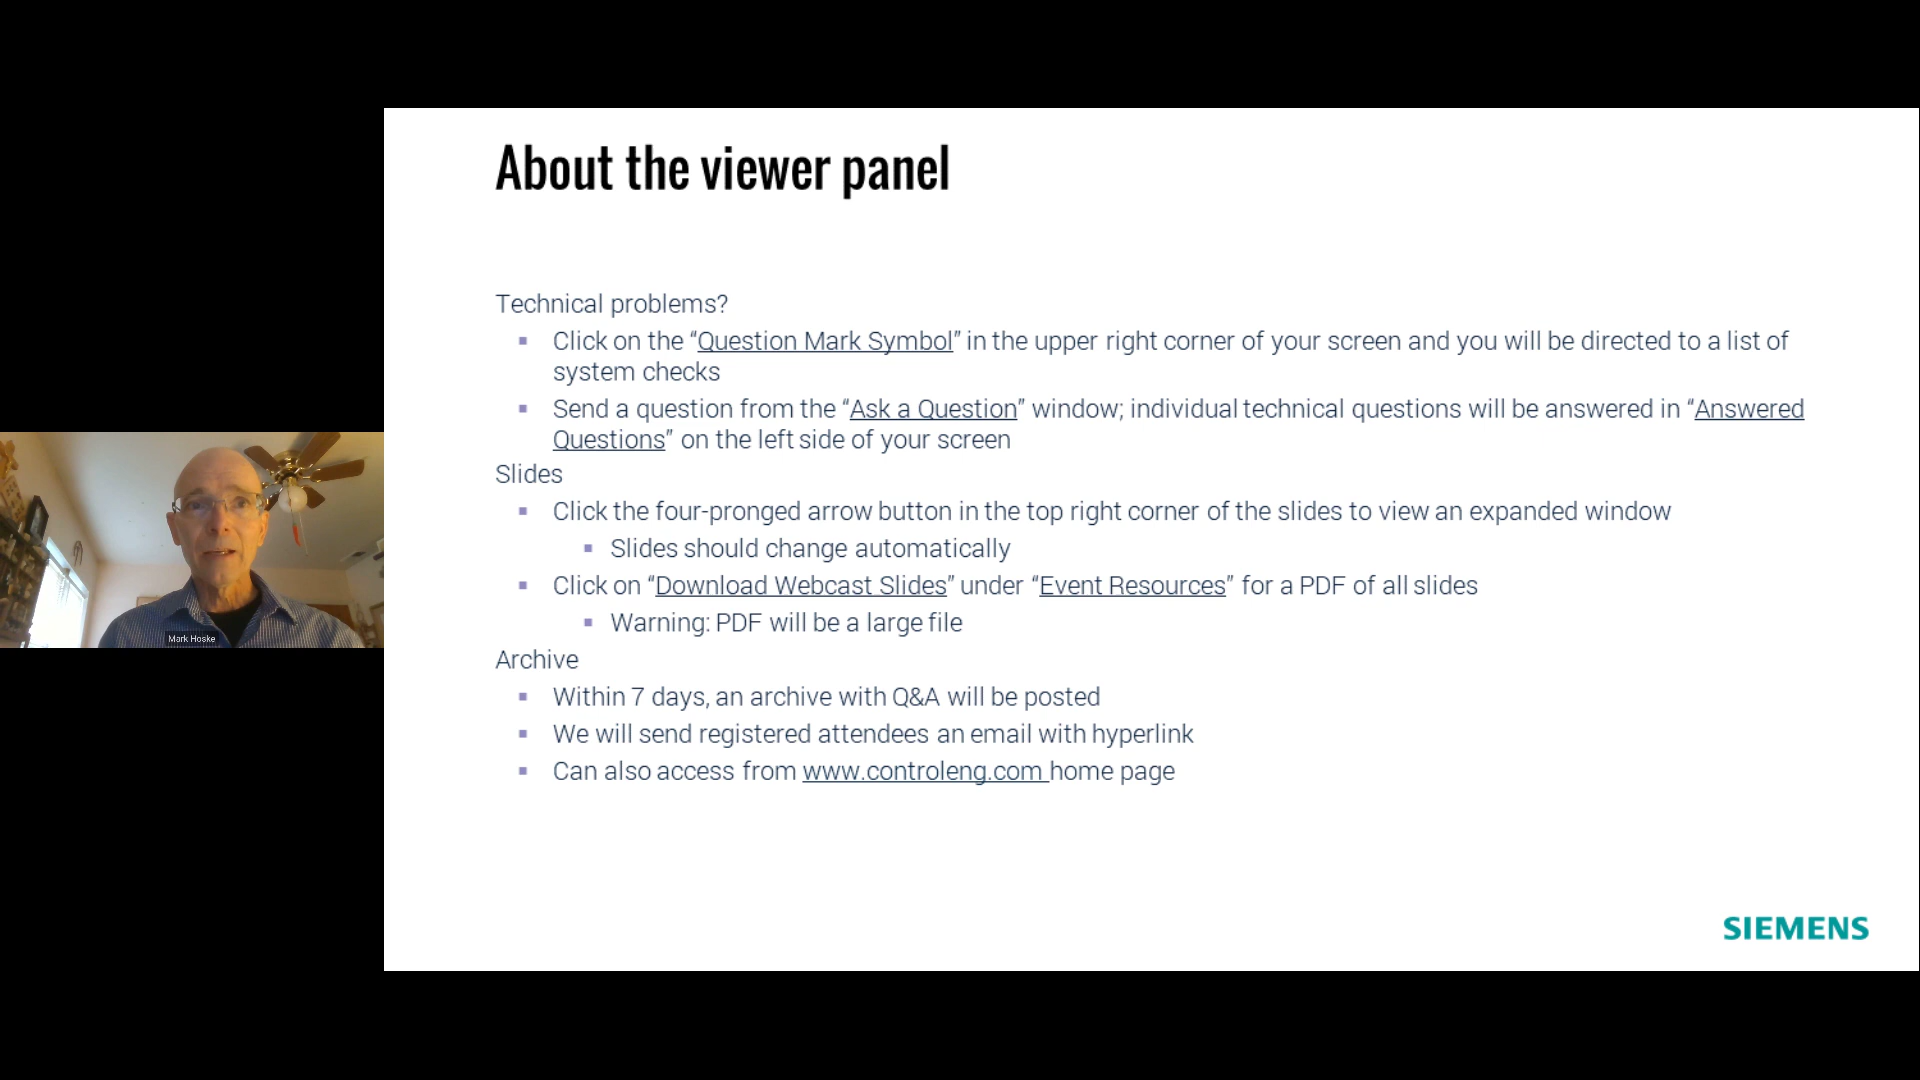 About the viewer panel
Technical problems?
Click on the “Question Mark Symbol” in the upper right corner of your screen and you will be directed to a list of
system checks
Send a question from the “Ask a Question” window; individual technical questions will be answered in “Answered
Questions” on the left side of your screen
Slides
Click the four-pronged arrow button in the top right corner of the slides to view an expanded window
Slides should change automatically
Click on “Download Webcast Slides” under “Event Resources” for a PDF of all slides
Warning: PDF will be a large file
Archive
Within 7 days, an archive with Q&A will be posted
We will send registered attendees an email with hyperlink
Can also access from www.controleng.com home page
Mark Hoske
SIEMENS